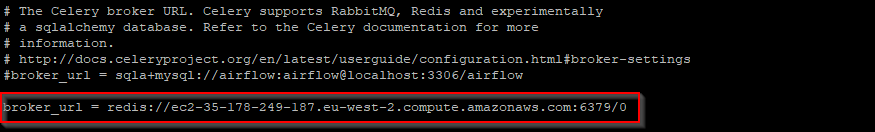 # The Celery broker URL. Celery supports RabbitMQ, Redis and experimentally
# a sqlalchemy database. Refer to the Celery documentation for more
# information.
# http://docs.celeryproject.org/en/latest/userguide/configuration.html#broker-settings
#broker_url = sqla+mysql://airflow:airflow@localhost:3306/airflow
broker_url = redis://ec2-35-178-249-187.eu-west-2.compute.amazonaws.com:6379/0